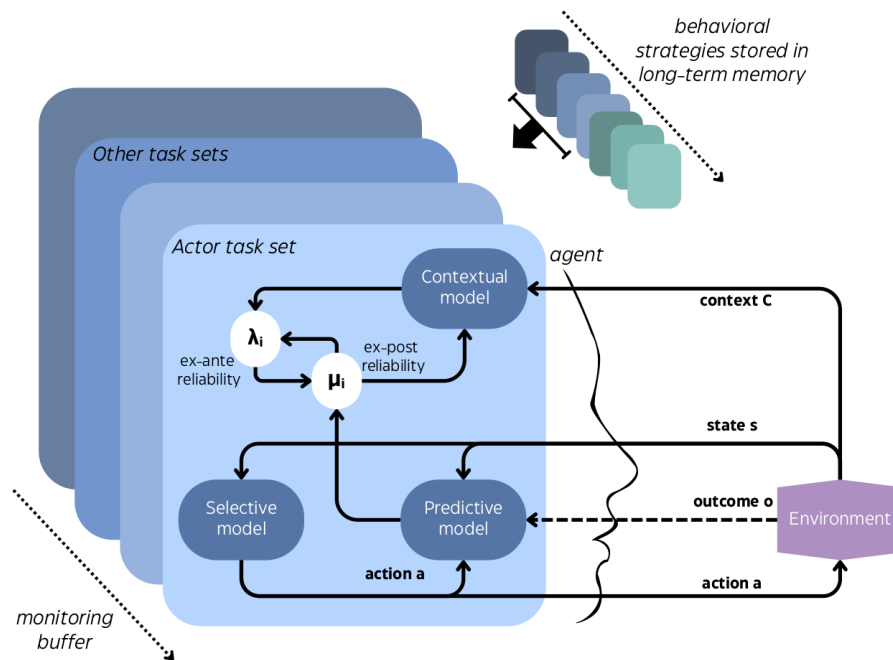 behavioral
strategies stored in
long-term memory
Other task sets
Actor task set
agent
Contextual
model
context C
λi
ex-ante
reliability
ex-post
reliability
μi
state s
Selective
model
Predictive
model
outcome o
Environment
action a
action a
monitoring
buffer